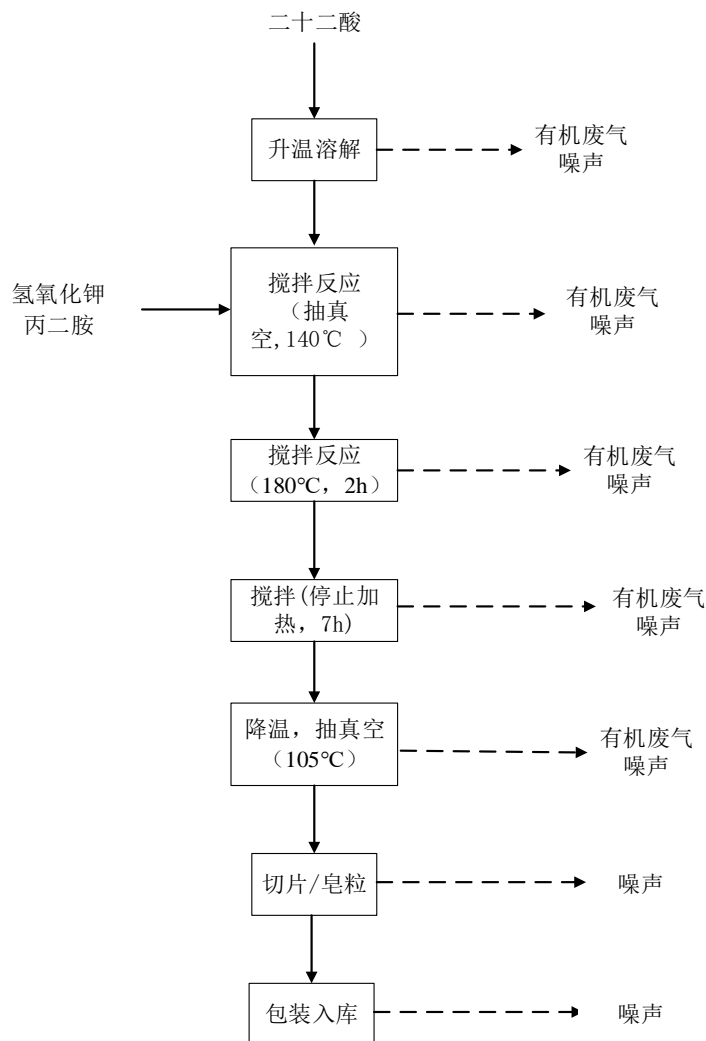 二十二酸
升温溶解
有机废气
噪声
氢氧化钾
丙二胺
搅拌反应
（抽真
空,140℃ ）
有机废气
噪声
搅拌反应
（180°C，2h）
有机废气
噪声
搅拌(停止加
热，7h)
有机废气
噪声
降温，抽真空
（105°C）
有机废气
噪声
切片/皂粒
噪声
包装入库
噪声